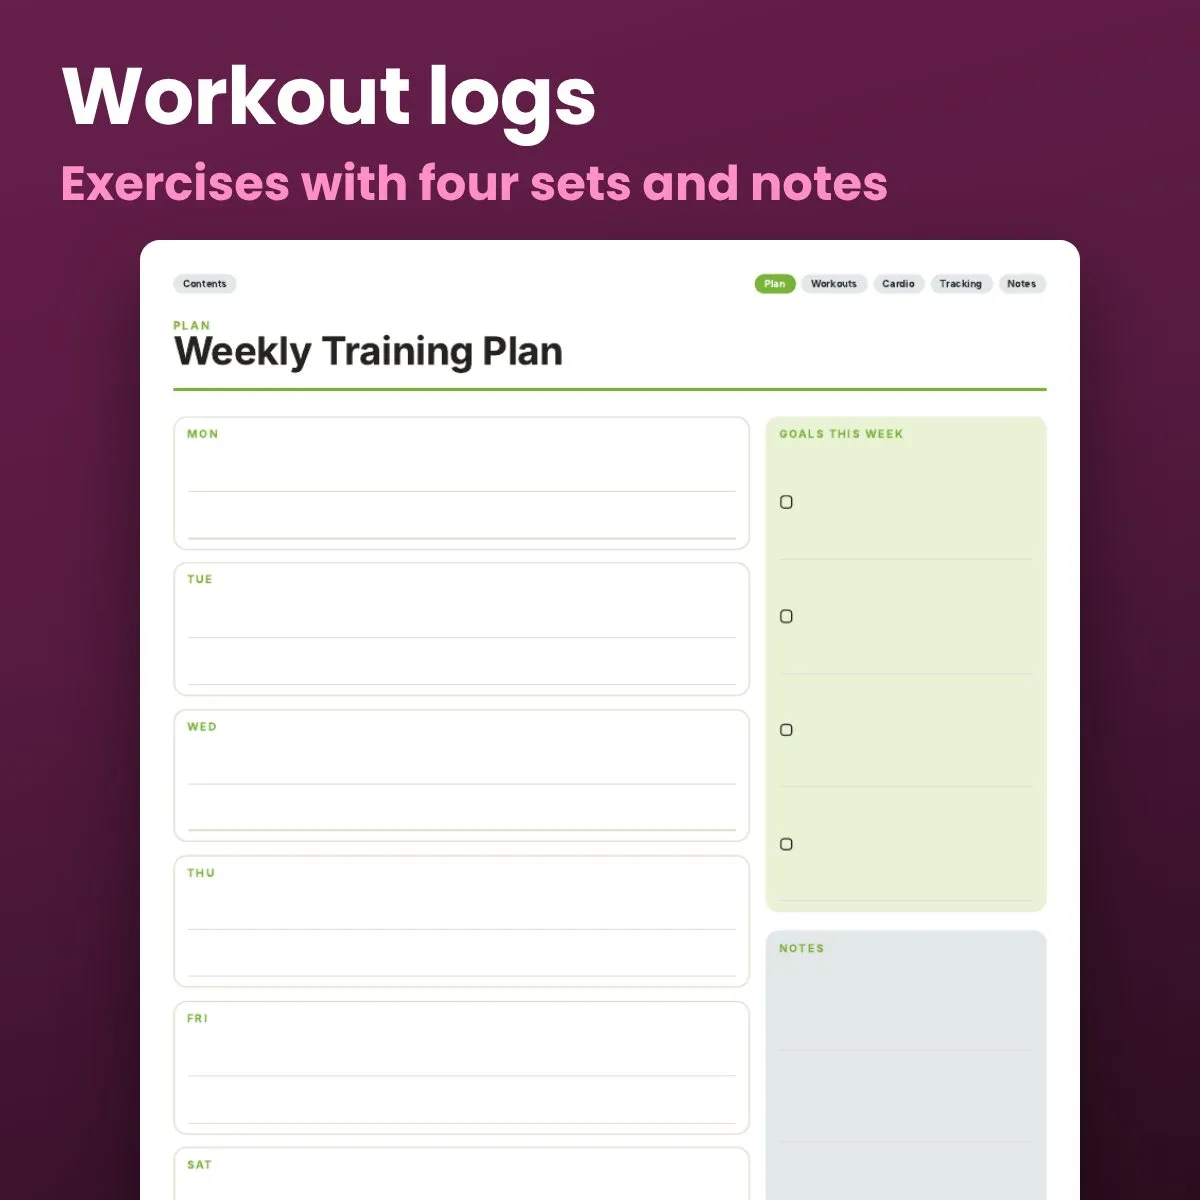 Workout logs
Exercises with four sets and notes
Contents
Plan
Workouts
Cardio
Tracking
Notes
PLAN
Weekly Training Plan
MON
TUE
WED
THU
FRI
SAT
GOALS THIS WEEK
NOTES